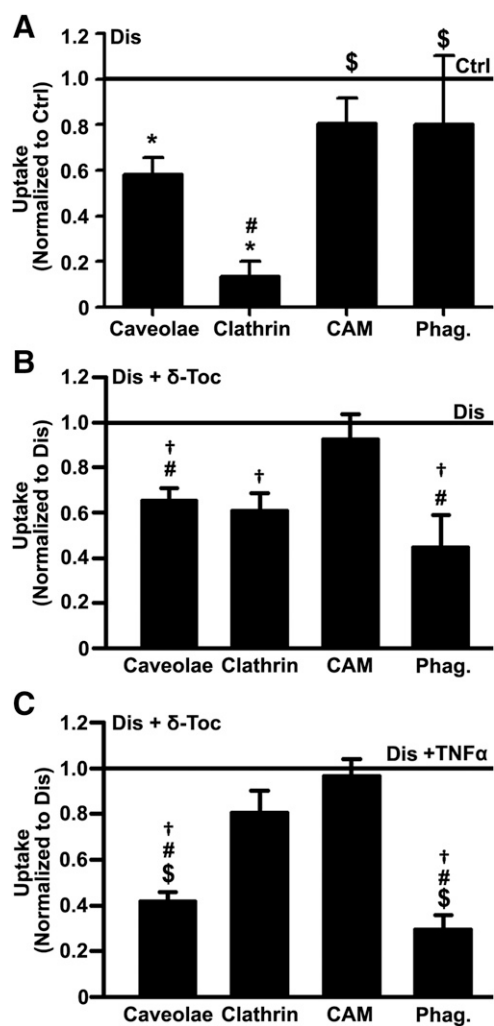 A
Dis
Uptake
(Normalized to Ctrl)
1.2
1.0
0.8
0.6
0.4
0.2
0
Ctrl
*
#
*
$
$
Caveolae Clathrin CAM Phag.
B
Dis + δ-Toc
Uptake
(Normalized to Dis)
1.2
1.0
0.8
0.6
0.4
0.2
0
Dis
†
#
†
†
#
Caveolae Clathrin CAM Phag.
C
Dis + δ-Toc
Uptake
(Normalized to Dis)
1.2
1.0
0.8
0.6
0.4
0.2
0
Dis +TNFα
†
#
$
†
#
$
Caveolae Clathrin CAM Phag.